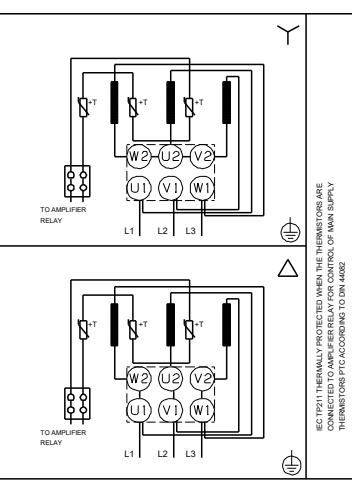 +T
+T
+T
W2 U2 V2
U1 V1 W1
TO AMPLIFIER
RELAY
L1 L2 L3
+T
+T
+T
W2 U2 V2
U1 V1 W1
TO AMPLIFIER
RELAY
L1 L2 L3
IEC TP211 THERMALLY PROTECTED WHEN THE THERMISTORS ARE
CONNECTED TO AMPLIFIER RELAY FOR CONTROL OF MAIN SUPPLY
THERMISTORS PTC ACCORDING TO DIN 44082